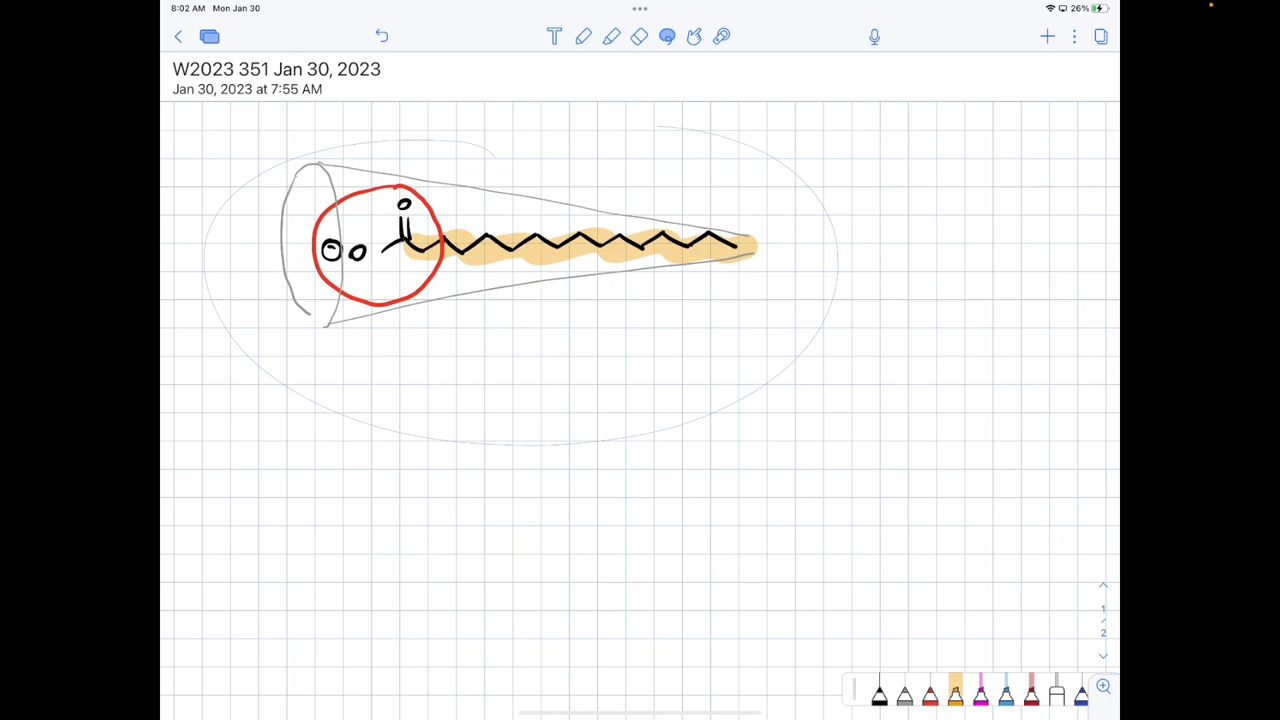 8:02 AM Mon Jan 30
26%
T
W2023 351 Jan 30, 2023
Jan 30, 2023 at 7:55 AM
O
O O
1
2